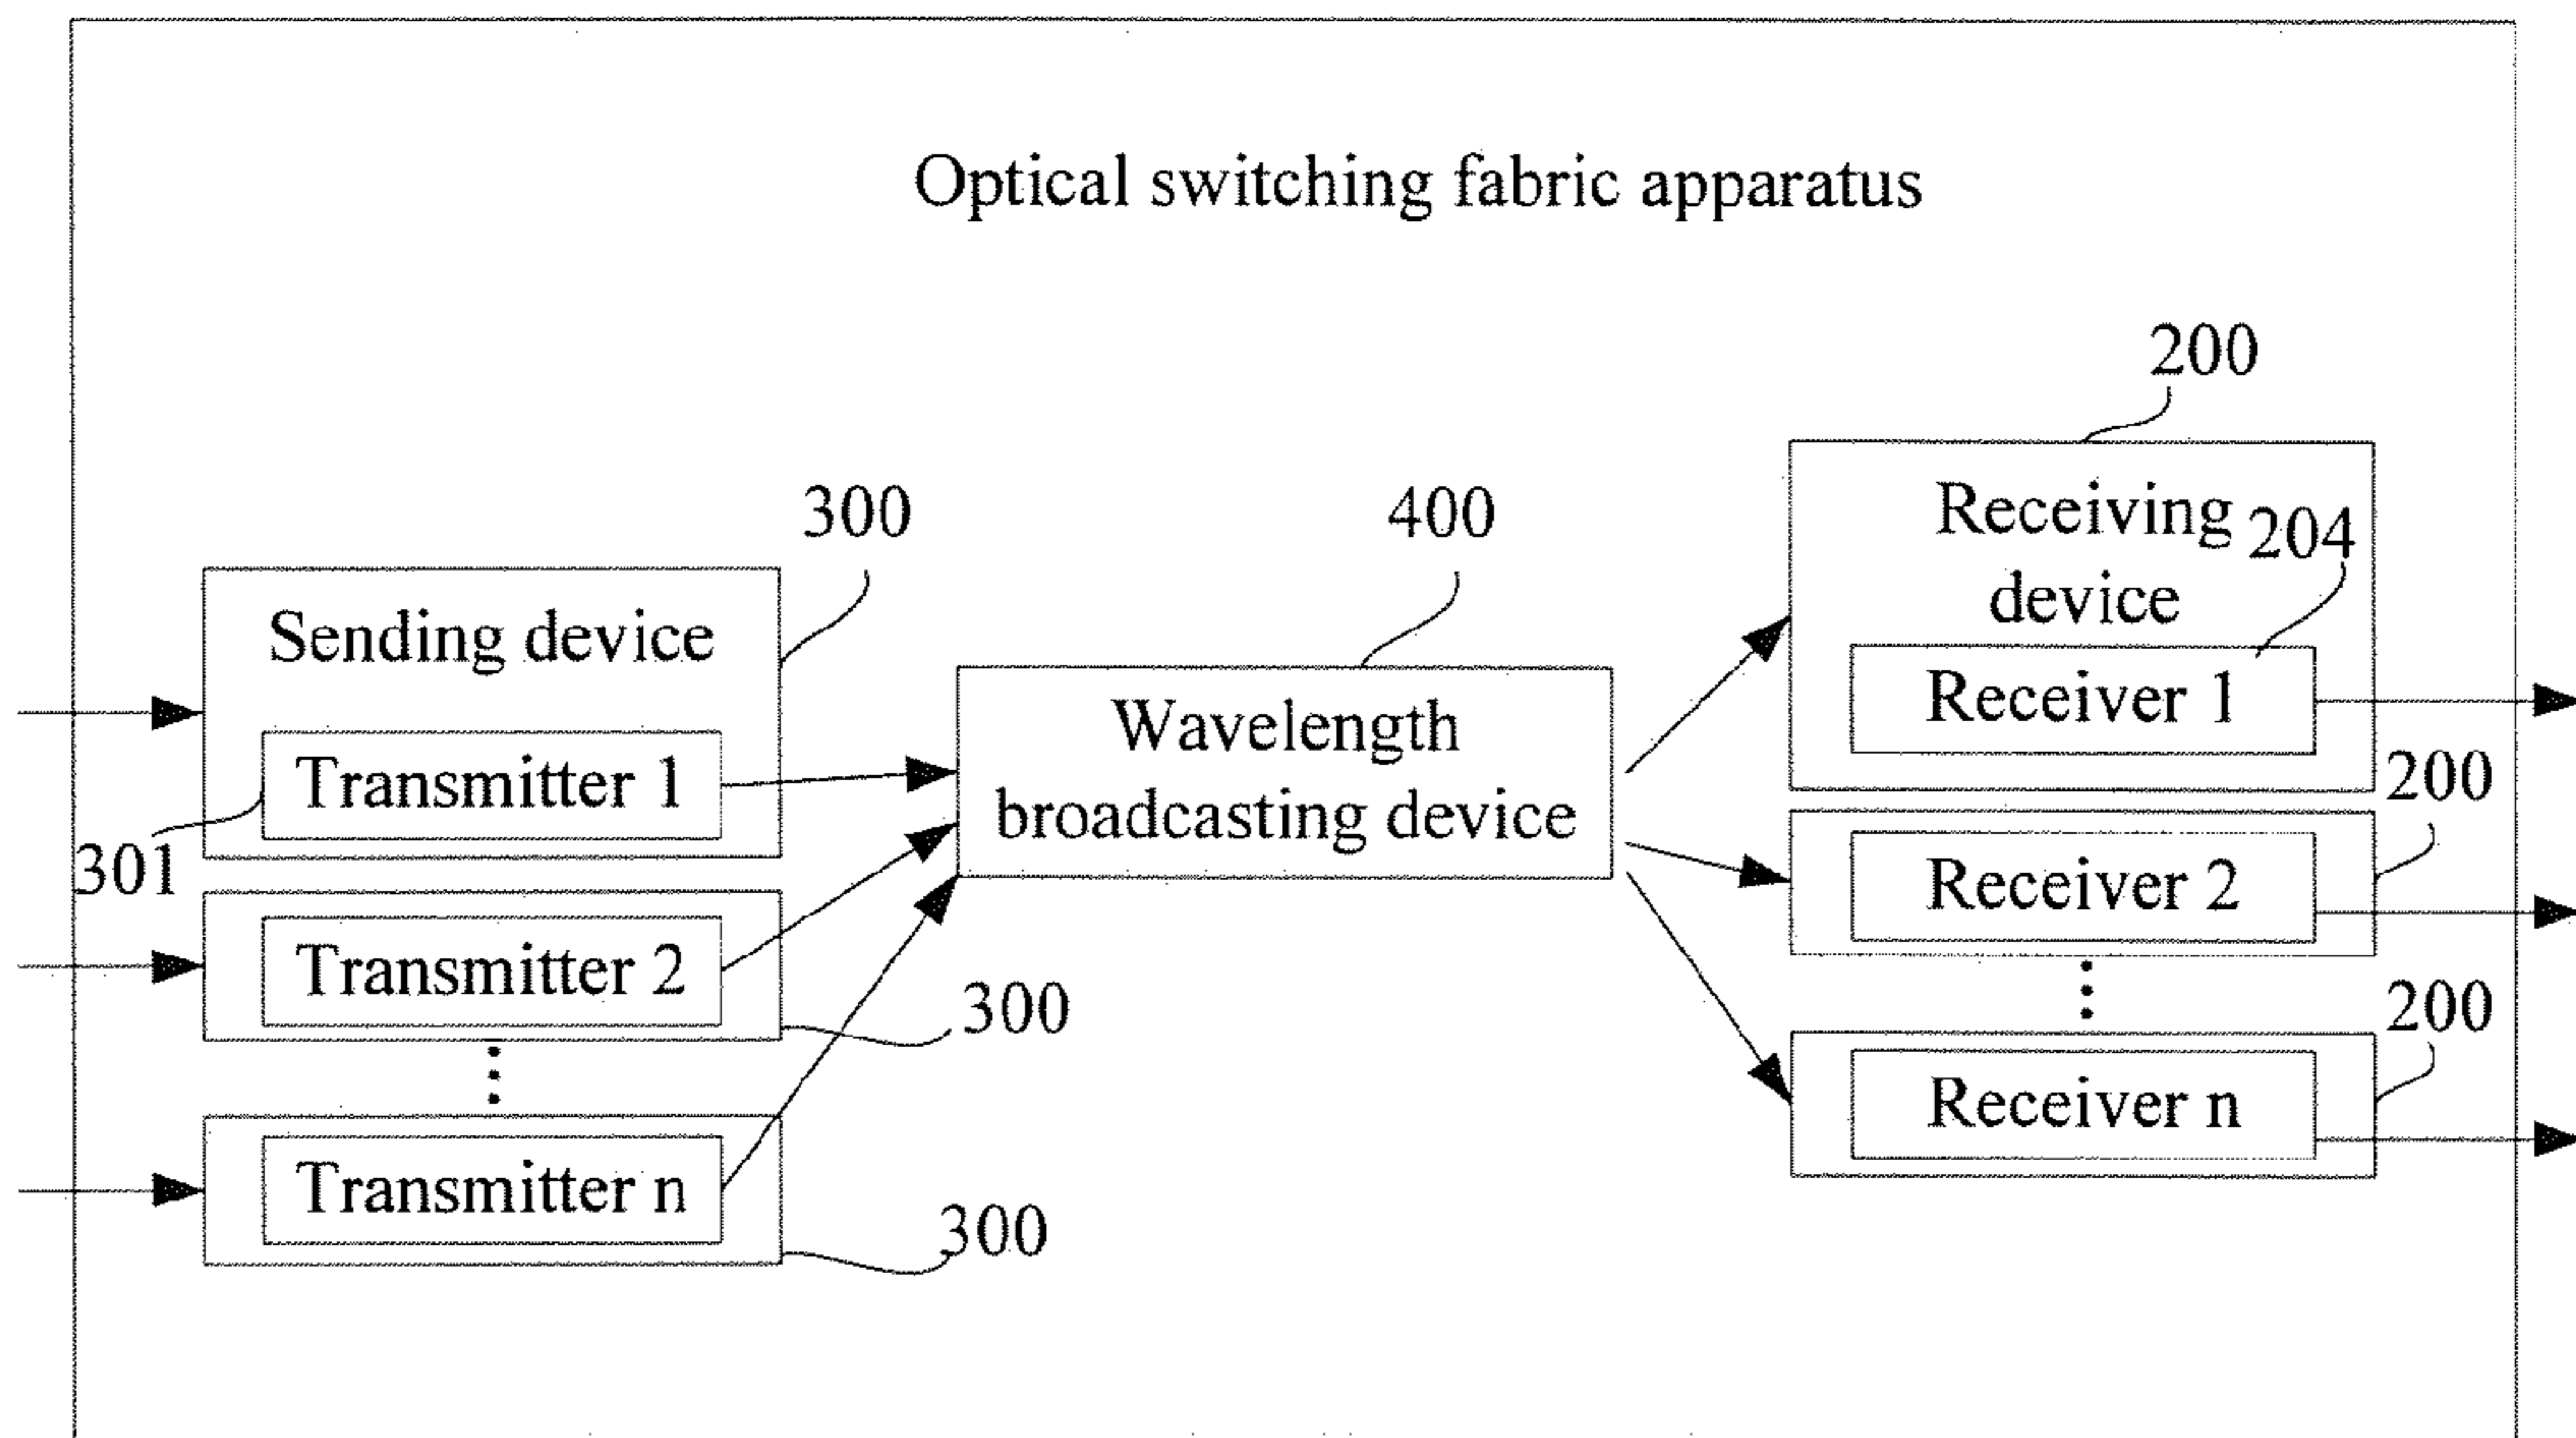 Optical switching fabric apparatus
200
300
400
Receiving
204
device
Sending device
Receiver 1
Wavelength
broadcasting device
Transmitter 1
301
200
Receiver 2
Transmitter 2
300
200
Receiver n
Transmitter n
300